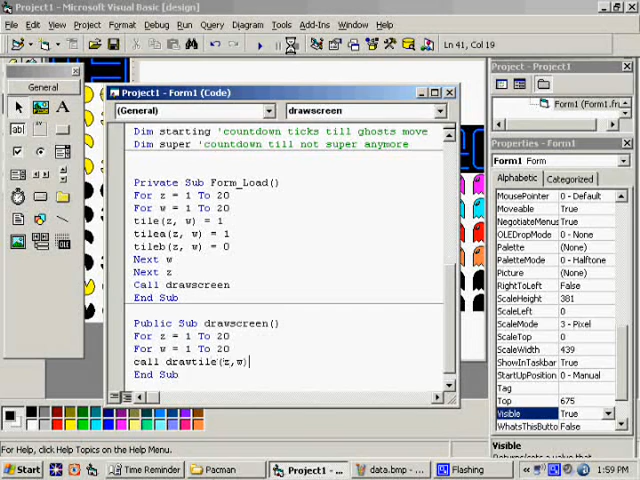 Project1 - Microsoft Visual Basic [design]
File Edit View Project Format Debug Run Query Diagram Tools Add-Ins Window Help
Ln 41, Col 19
General
Project1 - Form1 (Code)
(General) drawscreen
Dim starting 'countdown ticks till ghosts move
Dim super 'countdown till not super anymore
Private Sub Form_Load()
For z = 1 To 20
For w = 1 To 20
tile(z, w) = 1
tilea(z, w) = 1
tileb(z, w) = 0
Next w
Next z
Call drawscreen
End Sub
Public Sub drawscreen()
For z = 1 To 20
For w = 1 To 20
call drawtile(z,w)
End Sub
Project - Project1
Form1 (Form1.fr
Properties - Form1
Form1 Form
Alphabetic Categorized
MousePointer 0 - Default
Moveable True
NegotiateMenus True
OLEDropMode 0 - None
Palette (None)
PaletteMode 0 - Halftone
Picture (None)
RightToLeft False
ScaleHeight 381
ScaleLeft 0
ScaleMode 3 - Pixel
ScaleTop 0
ScaleWidth 439
ShowInTaskbar True
StartUpPosition 0 - Manual
Tag
Top 675
Visible True
WhatsThisButto False
Visible
For Help, click Help Topics on the Help Menu.
Start Time Reminder Pacman Project1 - ... data.bmp - ... Flashing 1:59 PM